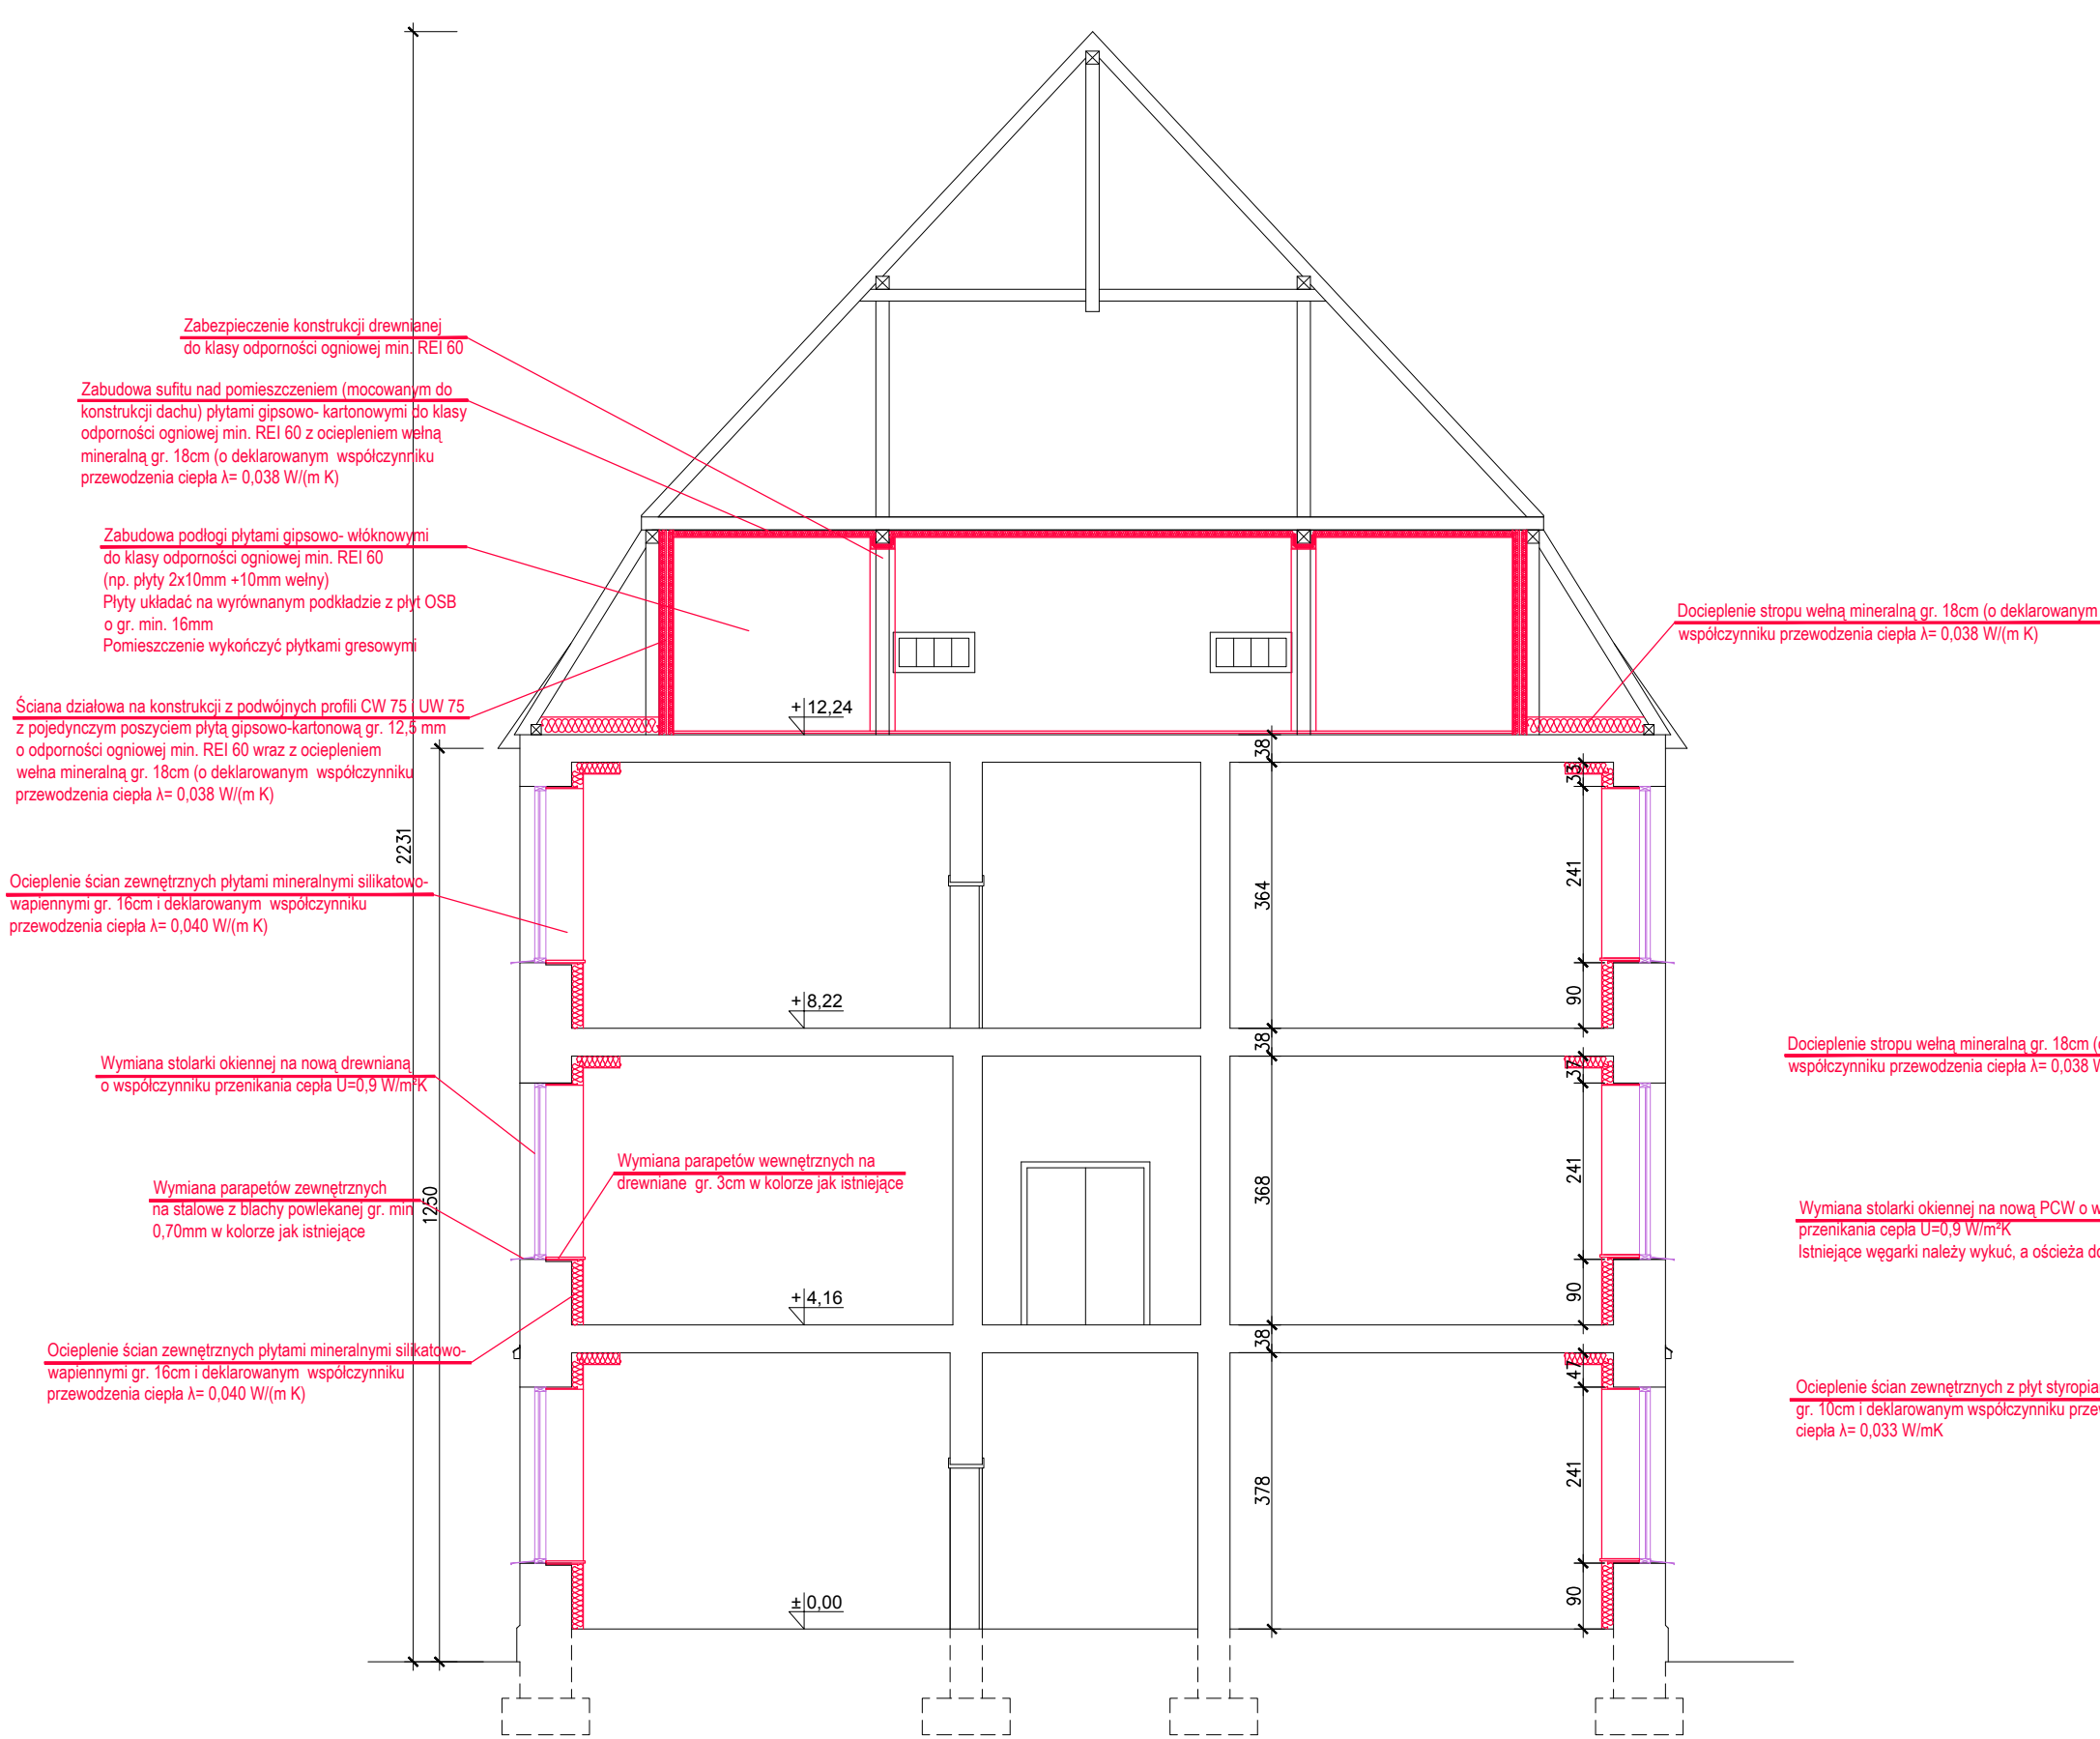 Zabezpieczenie konstrukcji drewnianej
do klasy odporności ogniowej min. REI 60
Zabudowa sufitu nad pomieszczeniem (mocowanym do
konstrukcji dachu) płytami gipsowo- kartonowymi do klasy
odporności ogniowej min. REI 60 z ociepleniem wełną
mineralną gr. 18cm (o deklarowanym współczynniku
przewodzenia ciepła λ= 0,038 W/(m K)
Zabudowa podłogi płytami gipsowo- włóknowymi
do klasy odporności ogniowej min. REI 60
(np. płyty 2x10mm +10mm wełny)
Płyty układać na wyrównanym podkładzie z płyt OSB
o gr. min. 16mm
Pomieszczenie wykończyć płytkami gresowymi
Ściana działowa na konstrukcji z podwójnych profili CW 75 i UW 75
z pojedynczym poszyciem płytą gipsowo-kartonową gr. 12,5 mm
o odporności ogniowej min. REI 60 wraz z ociepleniem
wełna mineralną gr. 18cm (o deklarowanym współczynniku
przewodzenia ciepła λ= 0,038 W/(m K)
Ocieplenie ścian zewnętrznych płytami mineralnymi silikatowo-
wapiennymi gr. 16cm i deklarowanym współczynniku
przewodzenia ciepła λ= 0,040 W/(m K)
Wymiana stolarki okiennej na nową drewnianą
o współczynniku przenikania cepła U=0,9 W/m²K
Wymiana parapetów zewnętrznych
na stalowe z blachy powlekanej gr. min
0,70mm w kolorze jak istniejące
Ocieplenie ścian zewnętrznych płytami mineralnymi silikatowo-
wapiennymi gr. 16cm i deklarowanym współczynniku
przewodzenia ciepła λ= 0,040 W/(m K)
Wymiana parapetów wewnętrznych na
drewniane gr. 3cm w kolorze jak istniejące
2231
1250
+12,24
+8,22
+4,16
±0,00
38
364
38
368
38
378
33
241
90
37
241
90
47
241
90
Docieplenie stropu wełną mineralną gr. 18cm (o deklarowanym
współczynniku przewodzenia ciepła λ= 0,038 W/(m K)
Docieplenie stropu wełną mineralną gr. 18cm (
współczynniku przewodzenia ciepła λ= 0,038 W
Wymiana stolarki okiennej na nową PCW o w
przenikania cepła U=0,9 W/m²K
Istniejące węgarki należy wykuć, a ościeża do
Ocieplenie ścian zewnętrznych z płyt styropia
gr. 10cm i deklarowanym współczynniku prze
ciepła λ= 0,033 W/mK